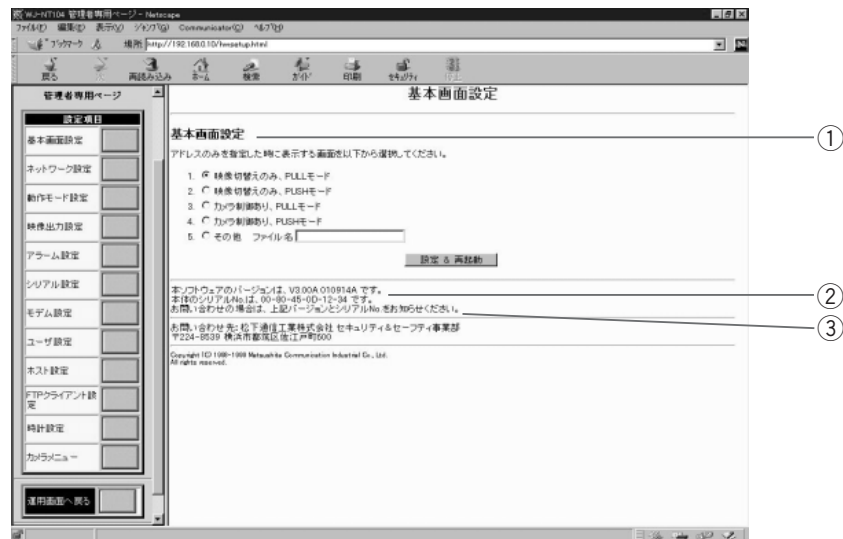 WJ-NT104 管理者専用ページ - Netscape
ファイル(F) 編集(E) 表示(V) ジャンプ(G) Communicator(C) ヘルプ(H)
ブックマーク 場所: http://192.168.0.10/hmsetup.html
戻る 再読み込み ホーム 検索 ガイド 印刷 セキュリティ
管理者専用ページ
設定項目
基本画面設定
ネットワーク設定
動作モード設定
映像出力設定
アラーム設定
シリアル設定
モデム設定
ユーザ設定
ホスト設定
FTPクライアント設
定
時計設定
カメラメニュー
運用画面へ戻る
基本画面設定
基本画面設定
アドレスのみを指定した時に表示する画面を以下から選択してください。
1. 映像切替えのみ、PULLモード
2. 映像切替えのみ、PUSHモード
3. カメラ制御あり、PULLモード
4. カメラ制御あり、PUSHモード
5. その他 ファイル名
設定 & 再起動
本ソフトウェアのバージョンは、V3.00A 010914A です。
本体のシリアルNo.は、00-80-45-0D-12-34 です。
お問い合わせの場合は、上記バージョンとシリアルNo.をお知らせください。
お問い合わせ先: 松下通信工業株式会社 セキュリティ&セーフティ事業部
〒224-8539 横浜市都筑区佐江戸町600
Copyright (C) 1998-1999 Matsushita Communication Industrial Co., Ltd.
All rights reserved.
①
②
③